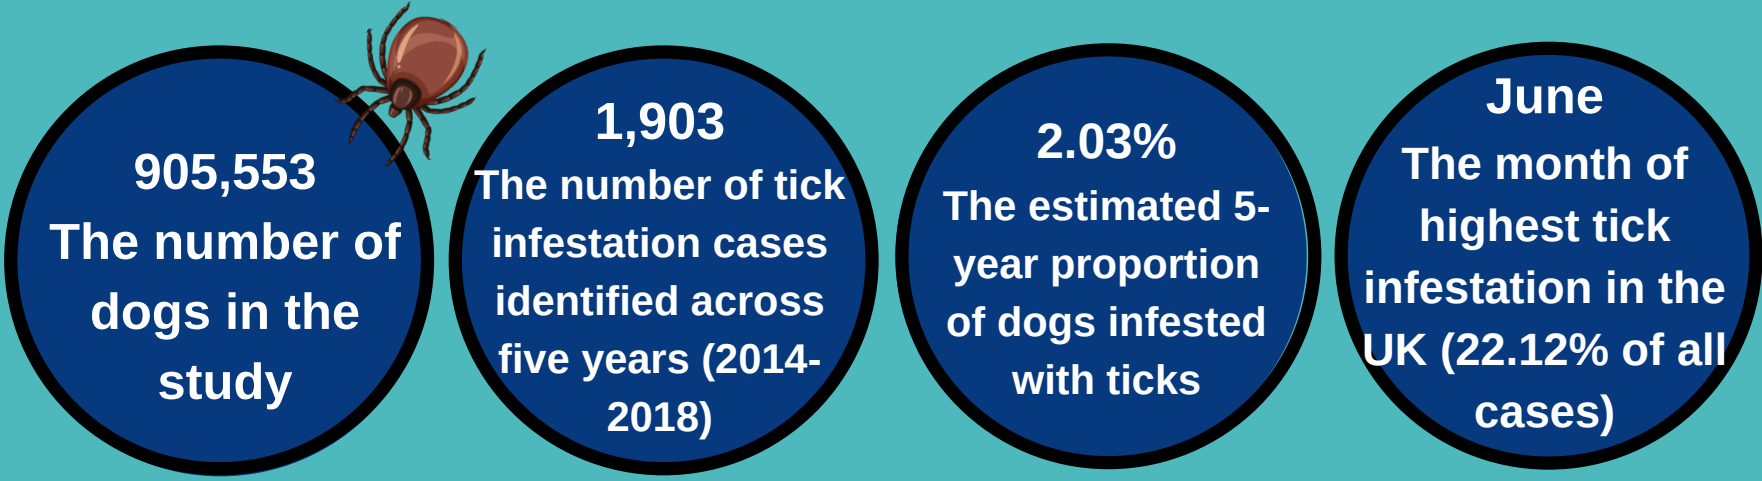 905,553
The number of
dogs in the
study
1,903
The number of tick
infestation cases
identified across
five years (2014-
2018)
2.03%
The estimated 5-
year proportion
of dogs infested
with ticks
June
The month of
highest tick
infestation in the
UK (22.12% of all
cases)